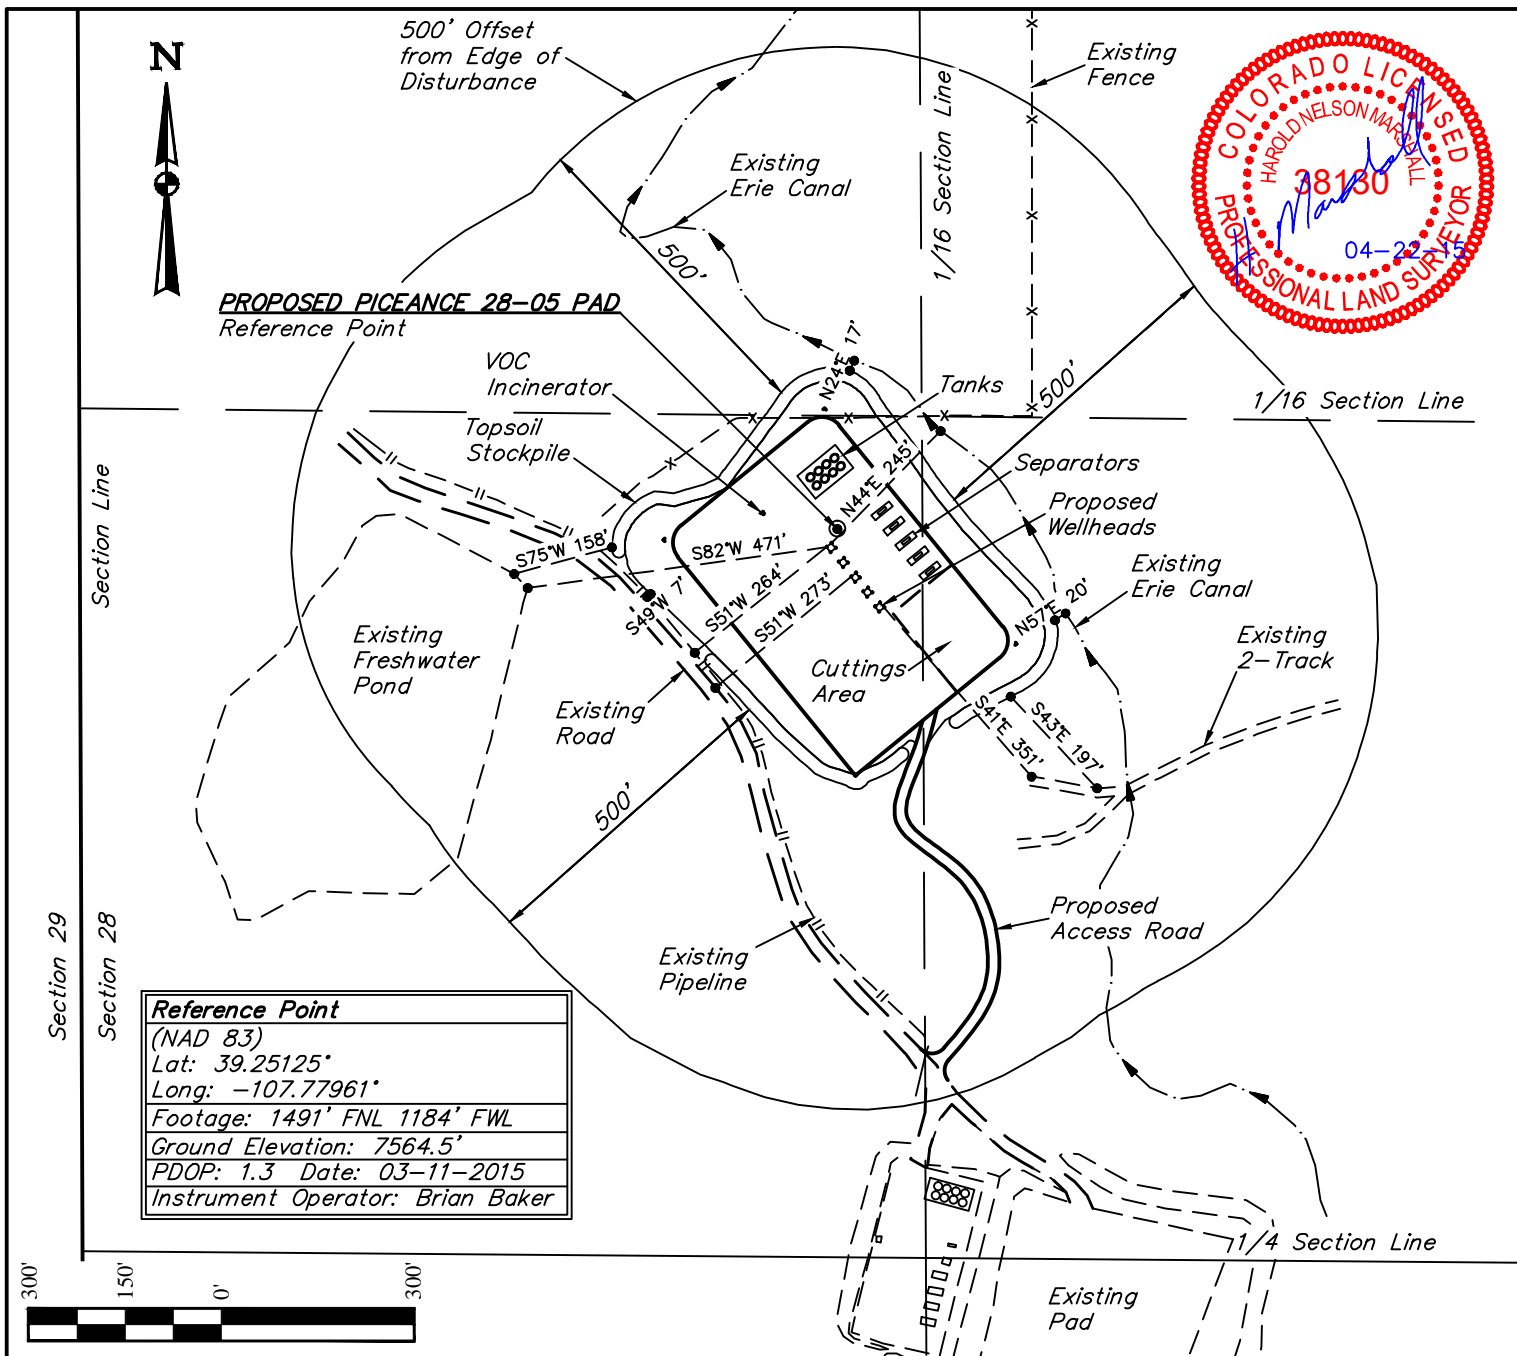 500' Offset
from Edge of
Disturbance
N
Existing
Fence
COLORADO LICENSED
PROFESSIONAL LAND SURVEYOR
HAROLD NELSON MARSHALL
38130
04-22-15
Existing
Erie Canal
1/16 Section Line
500'
PROPOSED PICEANCE 28-05 PAD
Reference Point
N24°E 17'
VOC
Incinerator
Tanks
500'
1/16 Section Line
Topsoil
Stockpile
N44°E 245'
Separators
Section Line
Proposed
Wellheads
S75°W 158'
S82°W 471'
Existing
Erie Canal
S49°W 7'
S51°W 264'
S51°W 273'
N57°E 20'
Existing
Freshwater
Pond
Existing
2-Track
Cuttings
Area
Existing
Road
S41°E 351'
S43°E 197'
500'
Proposed
Access Road
Section 29
Section 28
Existing
Pipeline
Reference Point
(NAD 83)
Lat: 39.25125°
Long: -107.77961°
Footage: 1491' FNL 1184' FWL
Ground Elevation: 7564.5'
PDOP: 1.3 Date: 03-11-2015
Instrument Operator: Brian Baker
1/4 Section Line
300' 150' 0' 300'
Existing
Pad